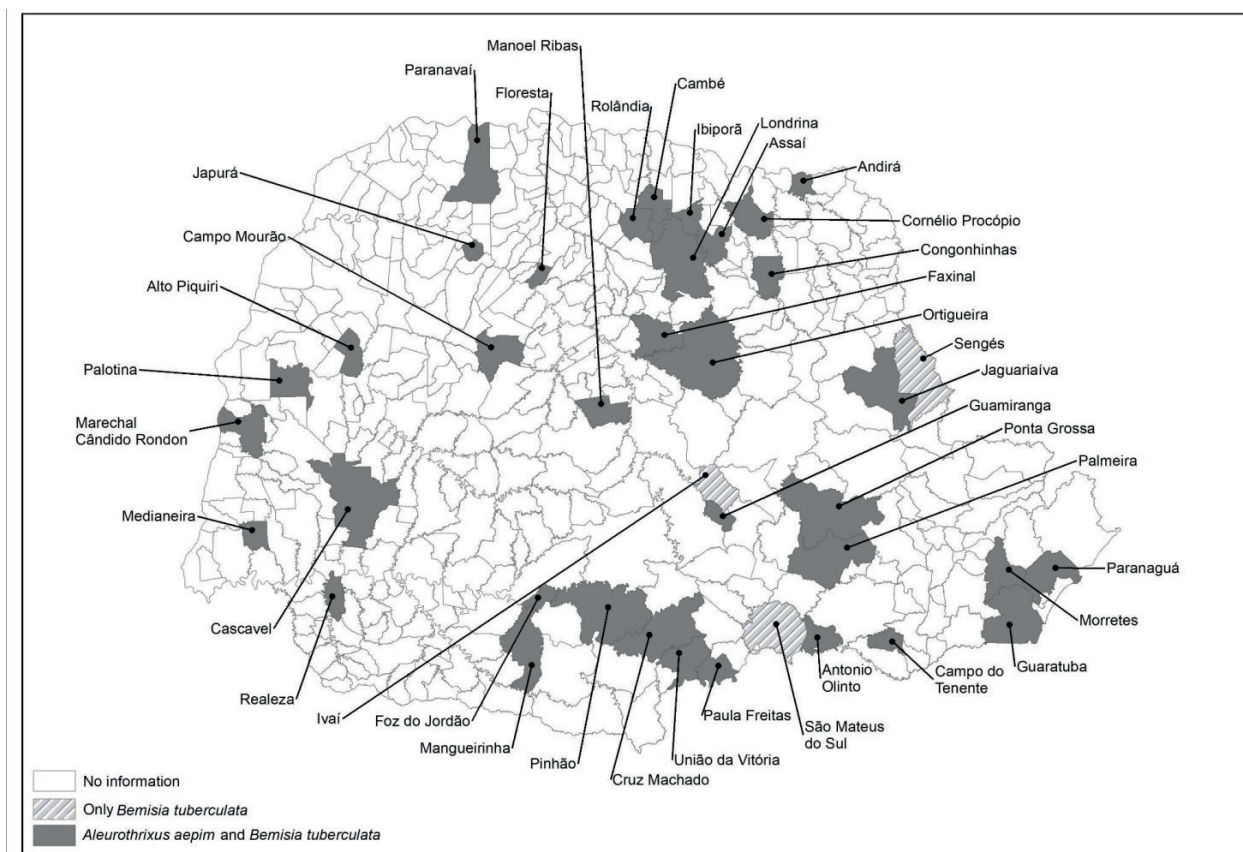 Manoel Ribas
Paranavaí
Cambé
Floresta
Rolândia
Londrina
Ibiporã
Assaí
Andirá
Japurá
Cornélio Procópio
Campo Mourão
Congonhinhas
Faxinal
Alto Piquiri
Ortigueira
Sengés
Palotina
Jaguariaíva
Guamiranga
Marechal
Cândido Rondon
Ponta Grossa
Palmeira
Medianeira
Paranaguá
Morretes
Cascavel
Guaratuba
Antonio
Olinto
Campo do
Tenente
Realeza
Paula Freitas
Ivaí
Foz do Jordão
São Mateus
do Sul
Mangueirinha
União da Vitória
Pinhão
Cruz Machado
No information
Only Bemisia tuberculata
Aleurothrixus aepim and Bemisia tuberculata